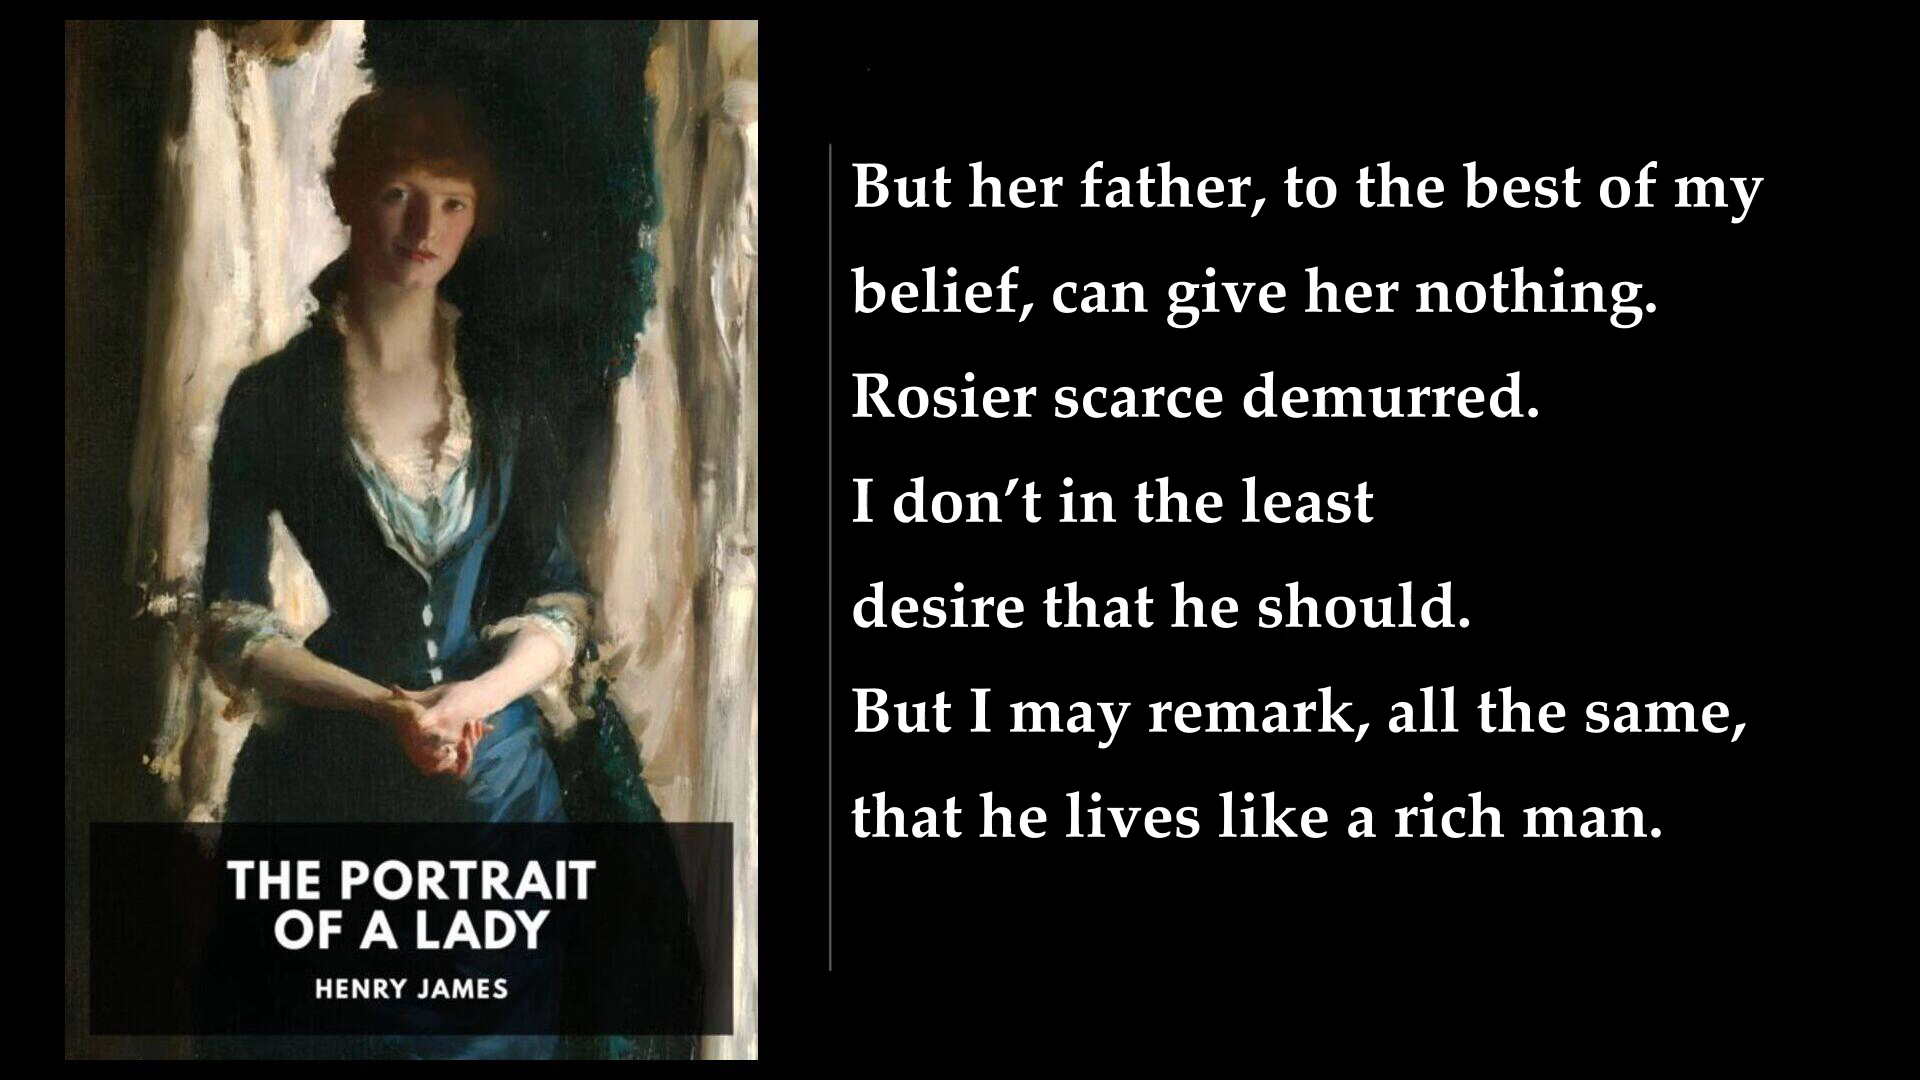 THE PORTRAIT
OF A LADY
HENRY JAMES
But her father, to the best of my
belief, can give her nothing.
Rosier scarce demurred.
I don’t in the least
desire that he should.
But I may remark, all the same,
that he lives like a rich man.